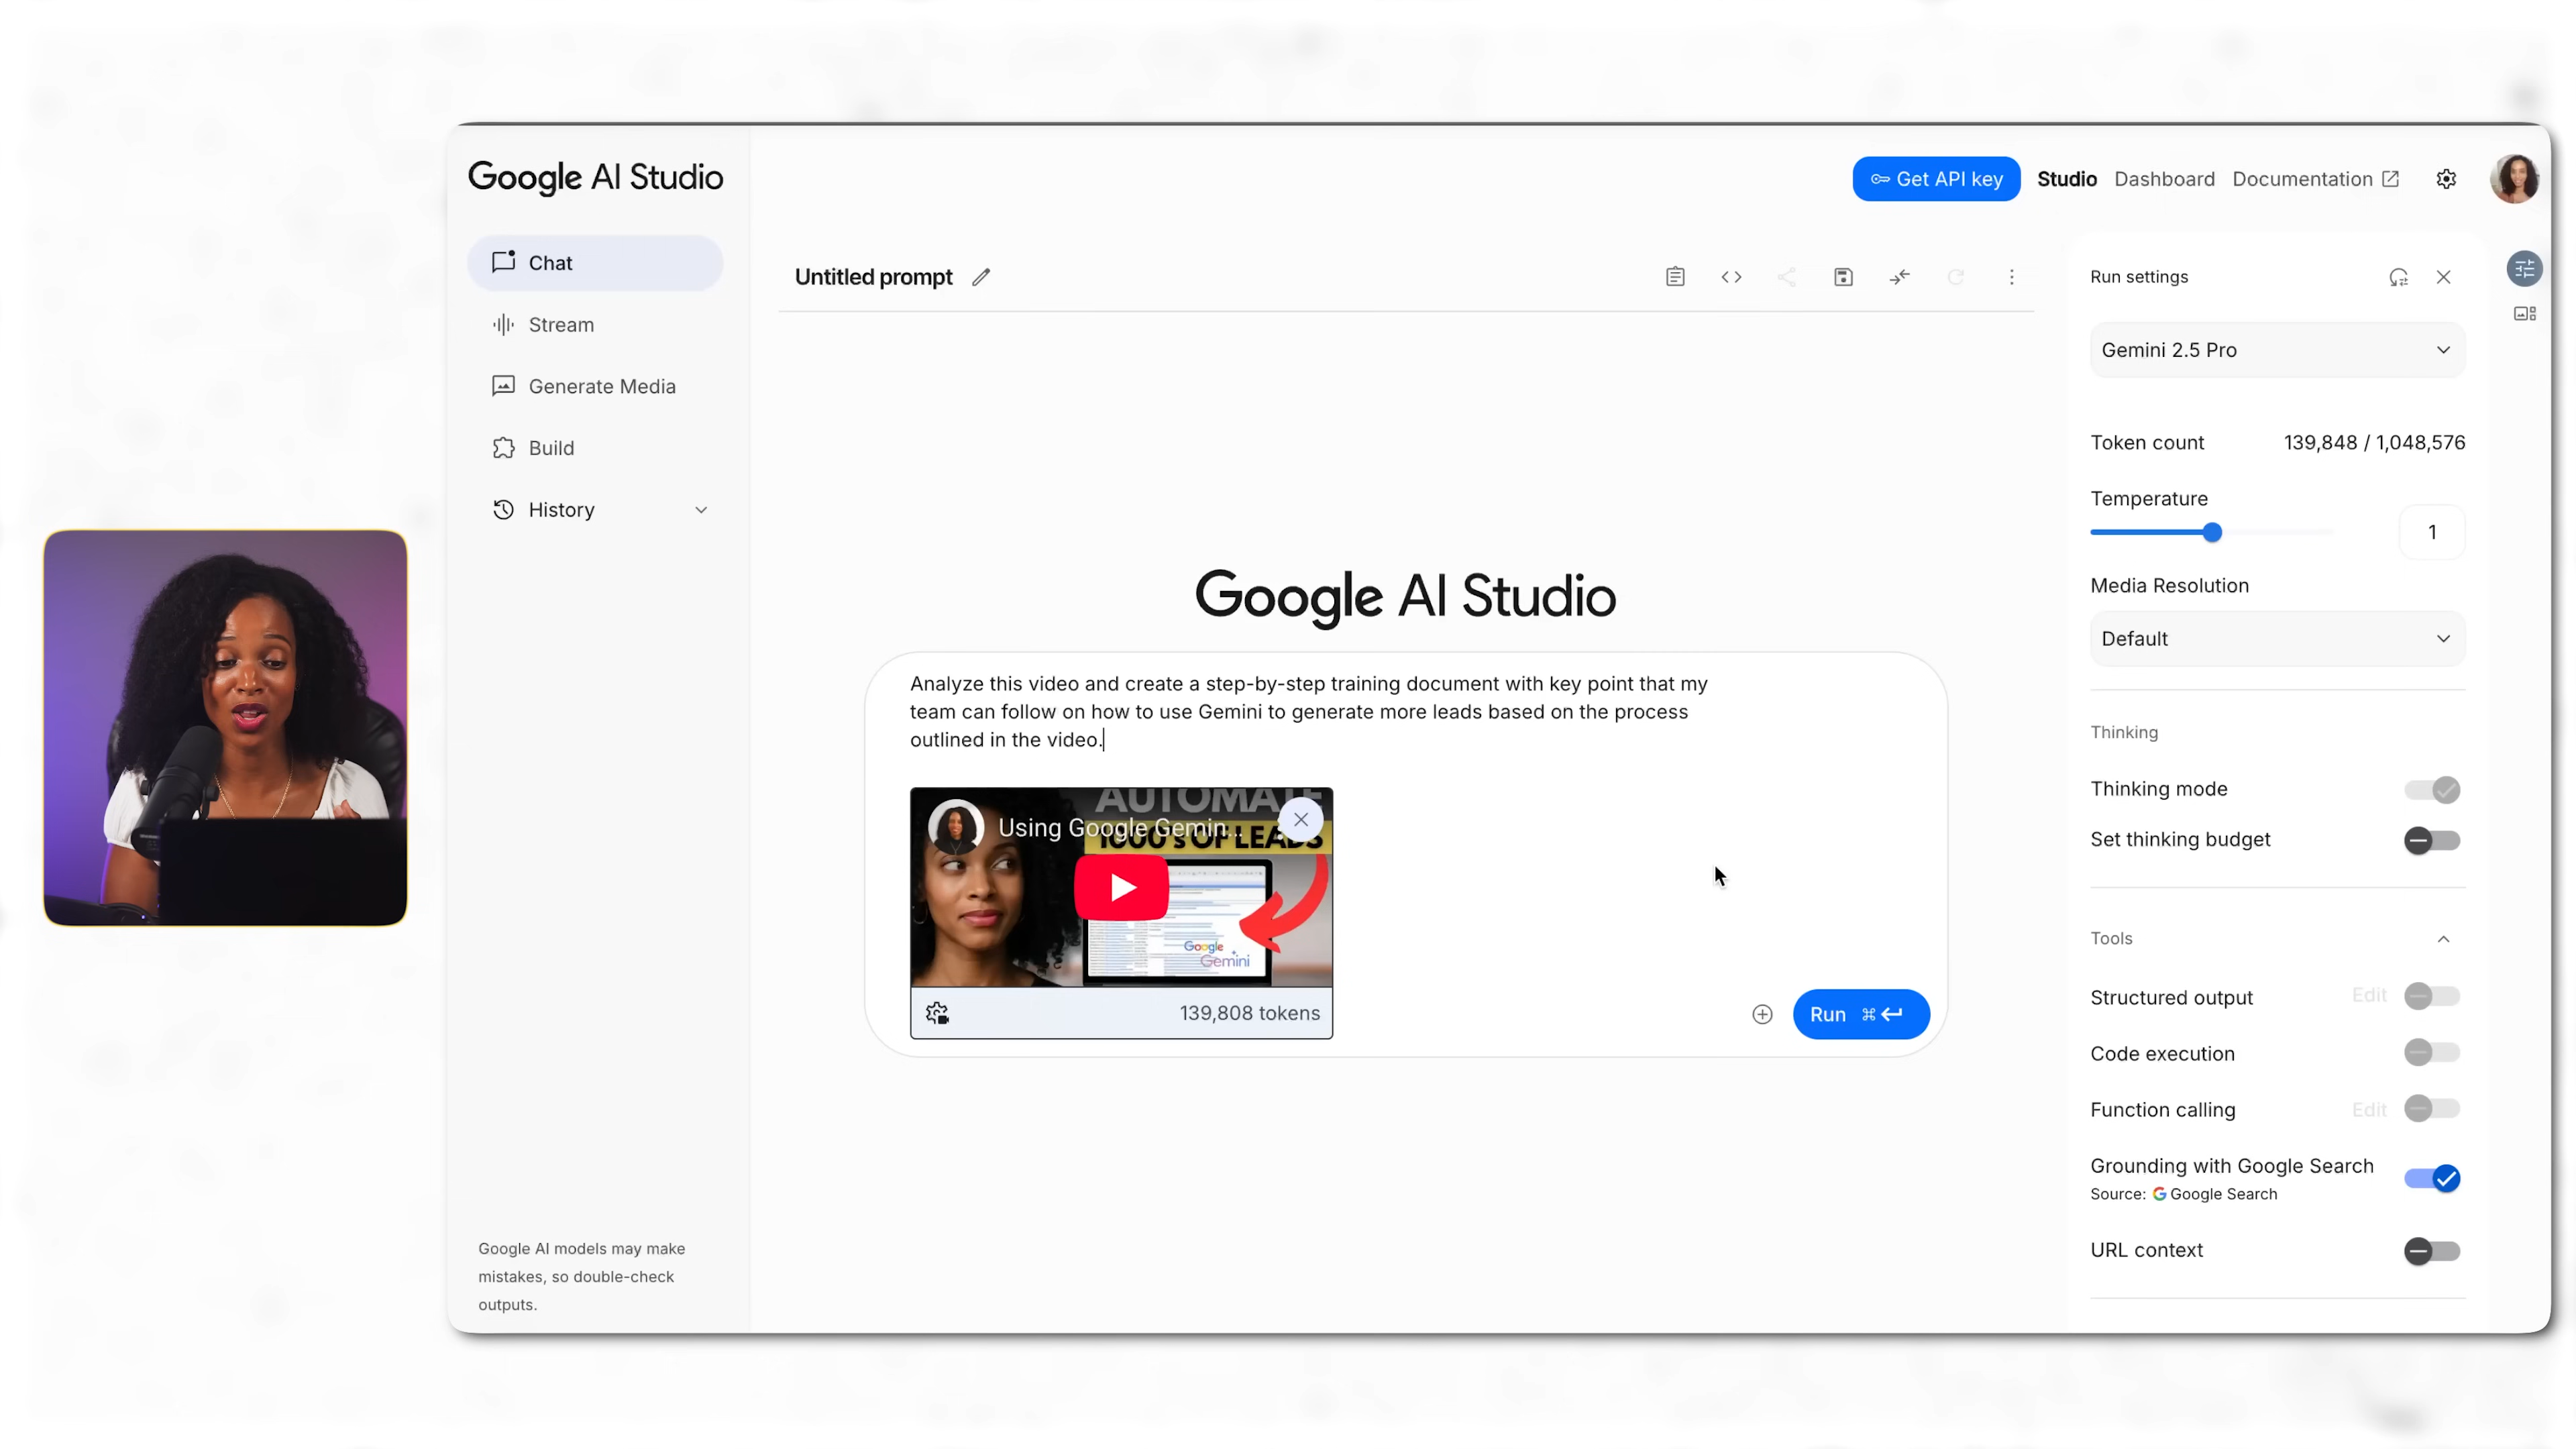 Google AI Studio
Get API key
Studio
Dashboard
Documentation
Chat
Stream
Generate Media
Build
History
Untitled prompt
Google AI Studio
Analyze this video and create a step-by-step training document with key point that my
team can follow on how to use Gemini to generate more leads based on the process
outlined in the video.
AUTOMATE
Using Google Gemin...
1000's OF LEADS
Google
Gemini
139,808 tokens
Run ⌘
Run settings
Gemini 2.5 Pro
Token count 139,848 / 1,048,576
Temperature
1
Media Resolution
Default
Thinking
Thinking mode
Set thinking budget
Tools
Structured output Edit
Code execution
Function calling Edit
Grounding with Google Search
Source: G Google Search
URL context
Google AI models may make
mistakes, so double-check
outputs.